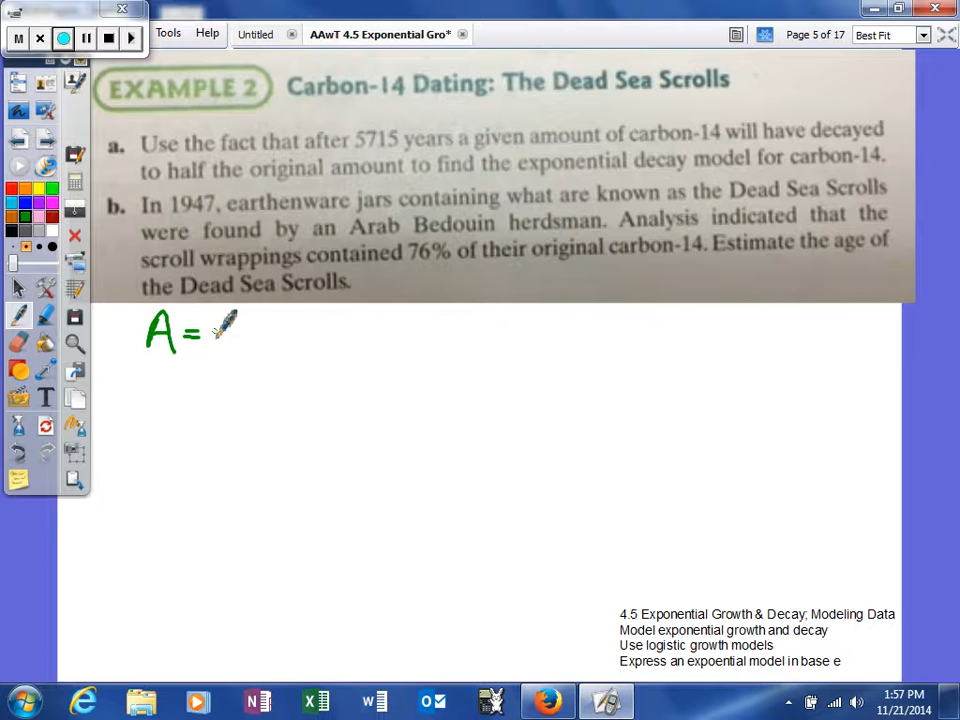 Tools Help Untitled AAwT 4.5 Exponential Gro* Page 5 of 17 Best Fit
EXAMPLE 2 Carbon-14 Dating: The Dead Sea Scrolls
a. Use the fact that after 5715 years a given amount of carbon-14 will have decayed
to half the original amount to find the exponential decay model for carbon-14.
b. In 1947, earthenware jars containing what are known as the Dead Sea Scrolls
were found by an Arab Bedouin herdsman. Analysis indicated that the
scroll wrappings contained 76% of their original carbon-14. Estimate the age of
the Dead Sea Scrolls.
A =
4.5 Exponential Growth & Decay; Modeling Data
Model exponential growth and decay
Use logistic growth models
Express an expoential model in base e
1:57 PM
11/21/2014